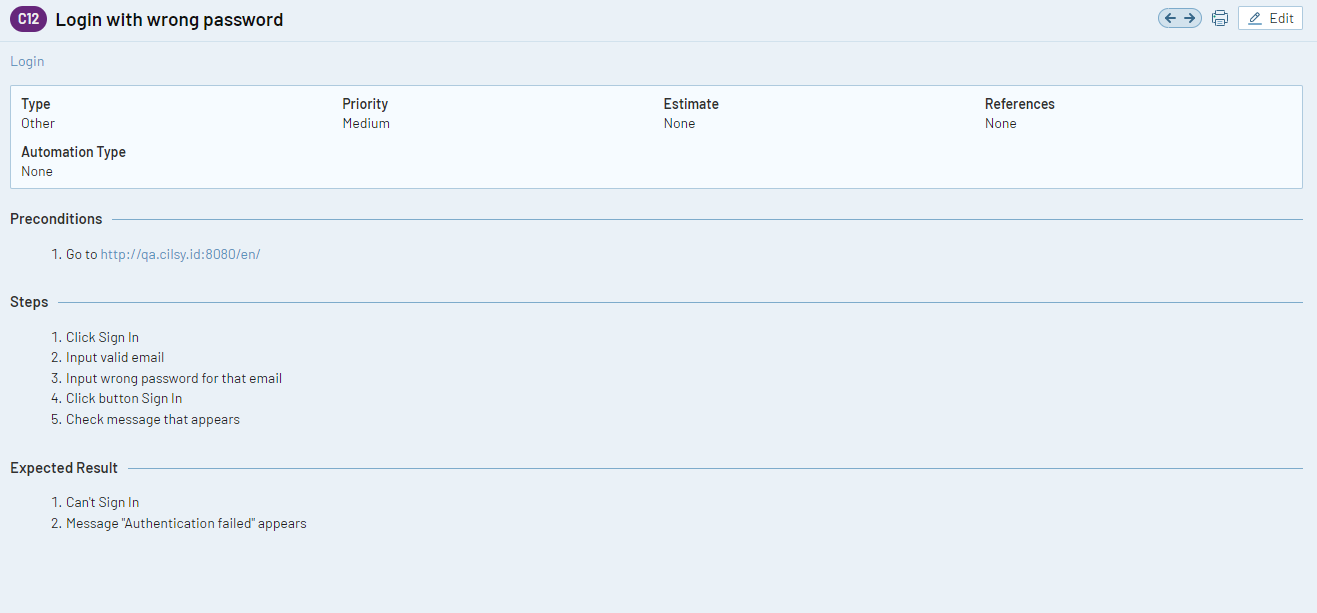 C12 Login with wrong password
Edit
Login
Type Priority Estimate References
Other Medium None None
Automation Type
None
Preconditions
1. Go to http://qa.cilsy.id:8080/en/
Steps
1. Click Sign In
2. Input valid email
3. Input wrong password for that email
4. Click button Sign In
5. Check message that appears
Expected Result
1. Can't Sign In
2. Message "Authentication failed" appears